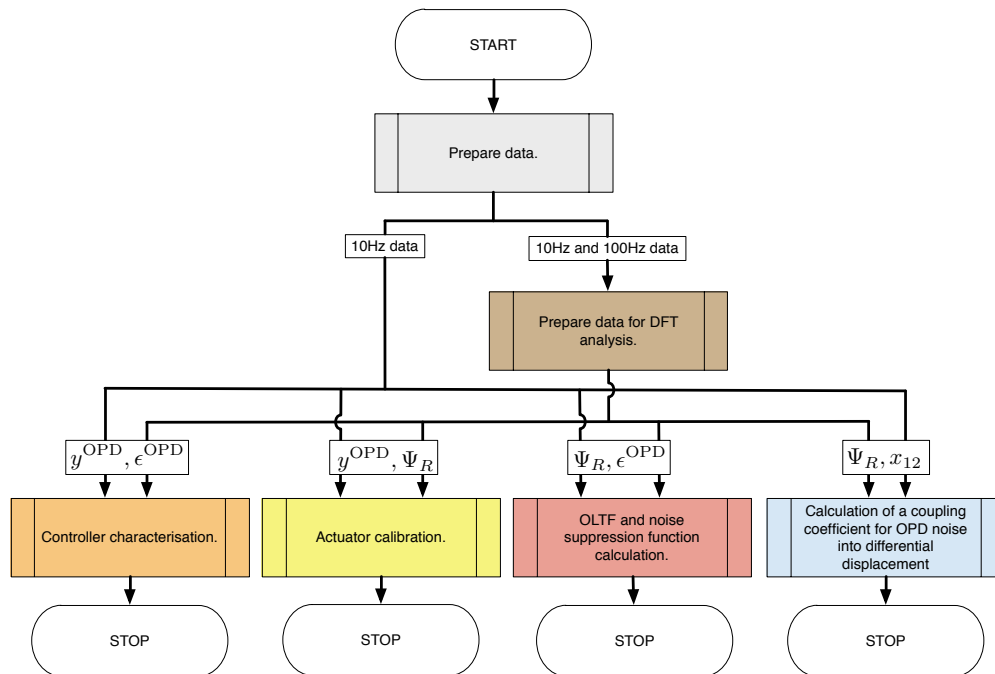 START
Prepare data.
10Hz data
10Hz and 100Hz data
Prepare data for DFT
analysis.
y^OPD, ϵ^OPD
y^OPD, Ψ_R
Ψ_R, ϵ^OPD
Ψ_R, x_12
Controller characterisation.
Actuator calibration.
OLTF and noise
suppression function
calculation.
Calculation of a coupling
coefficient for OPD noise
into differential
displacement
STOP
STOP
STOP
STOP